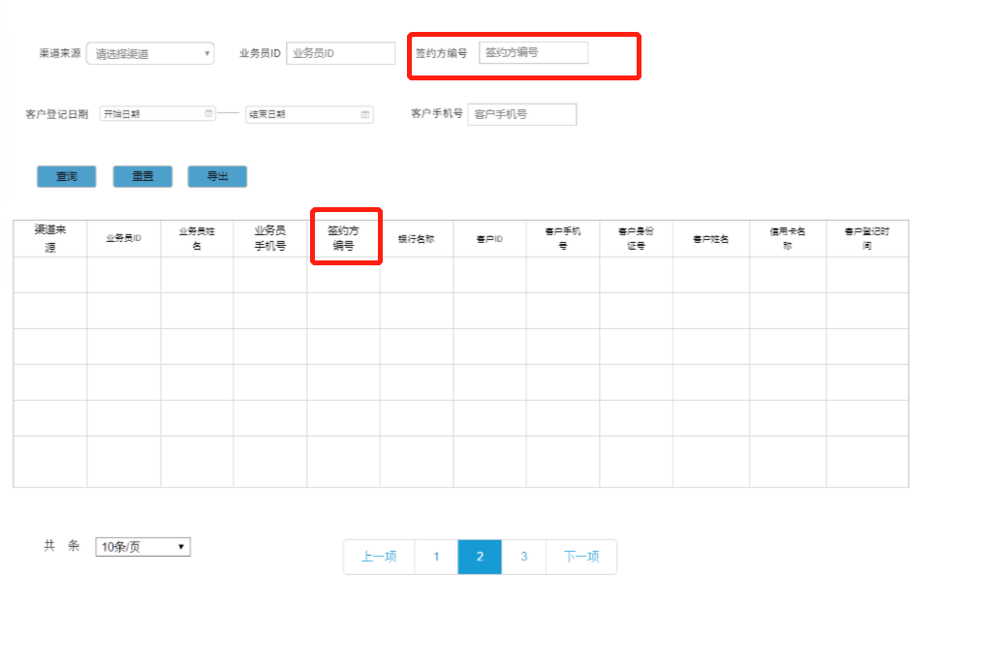 渠道来源 请选择渠道 业务员ID 业务员ID 签约方编号 签约方编号
客户登记日期 开始日期 结束日期 客户手机号 客户手机号
查询 重置 导出
渠道来
源
业务员ID
业务员姓
名
业务员
手机号
签约方
编号
银行名称
客户ID
客户手机
号
客户身份
证号
客户姓名
信用卡名
称
客户登记时
间
共 条 10条/页
上一项 1 2 3 下一项